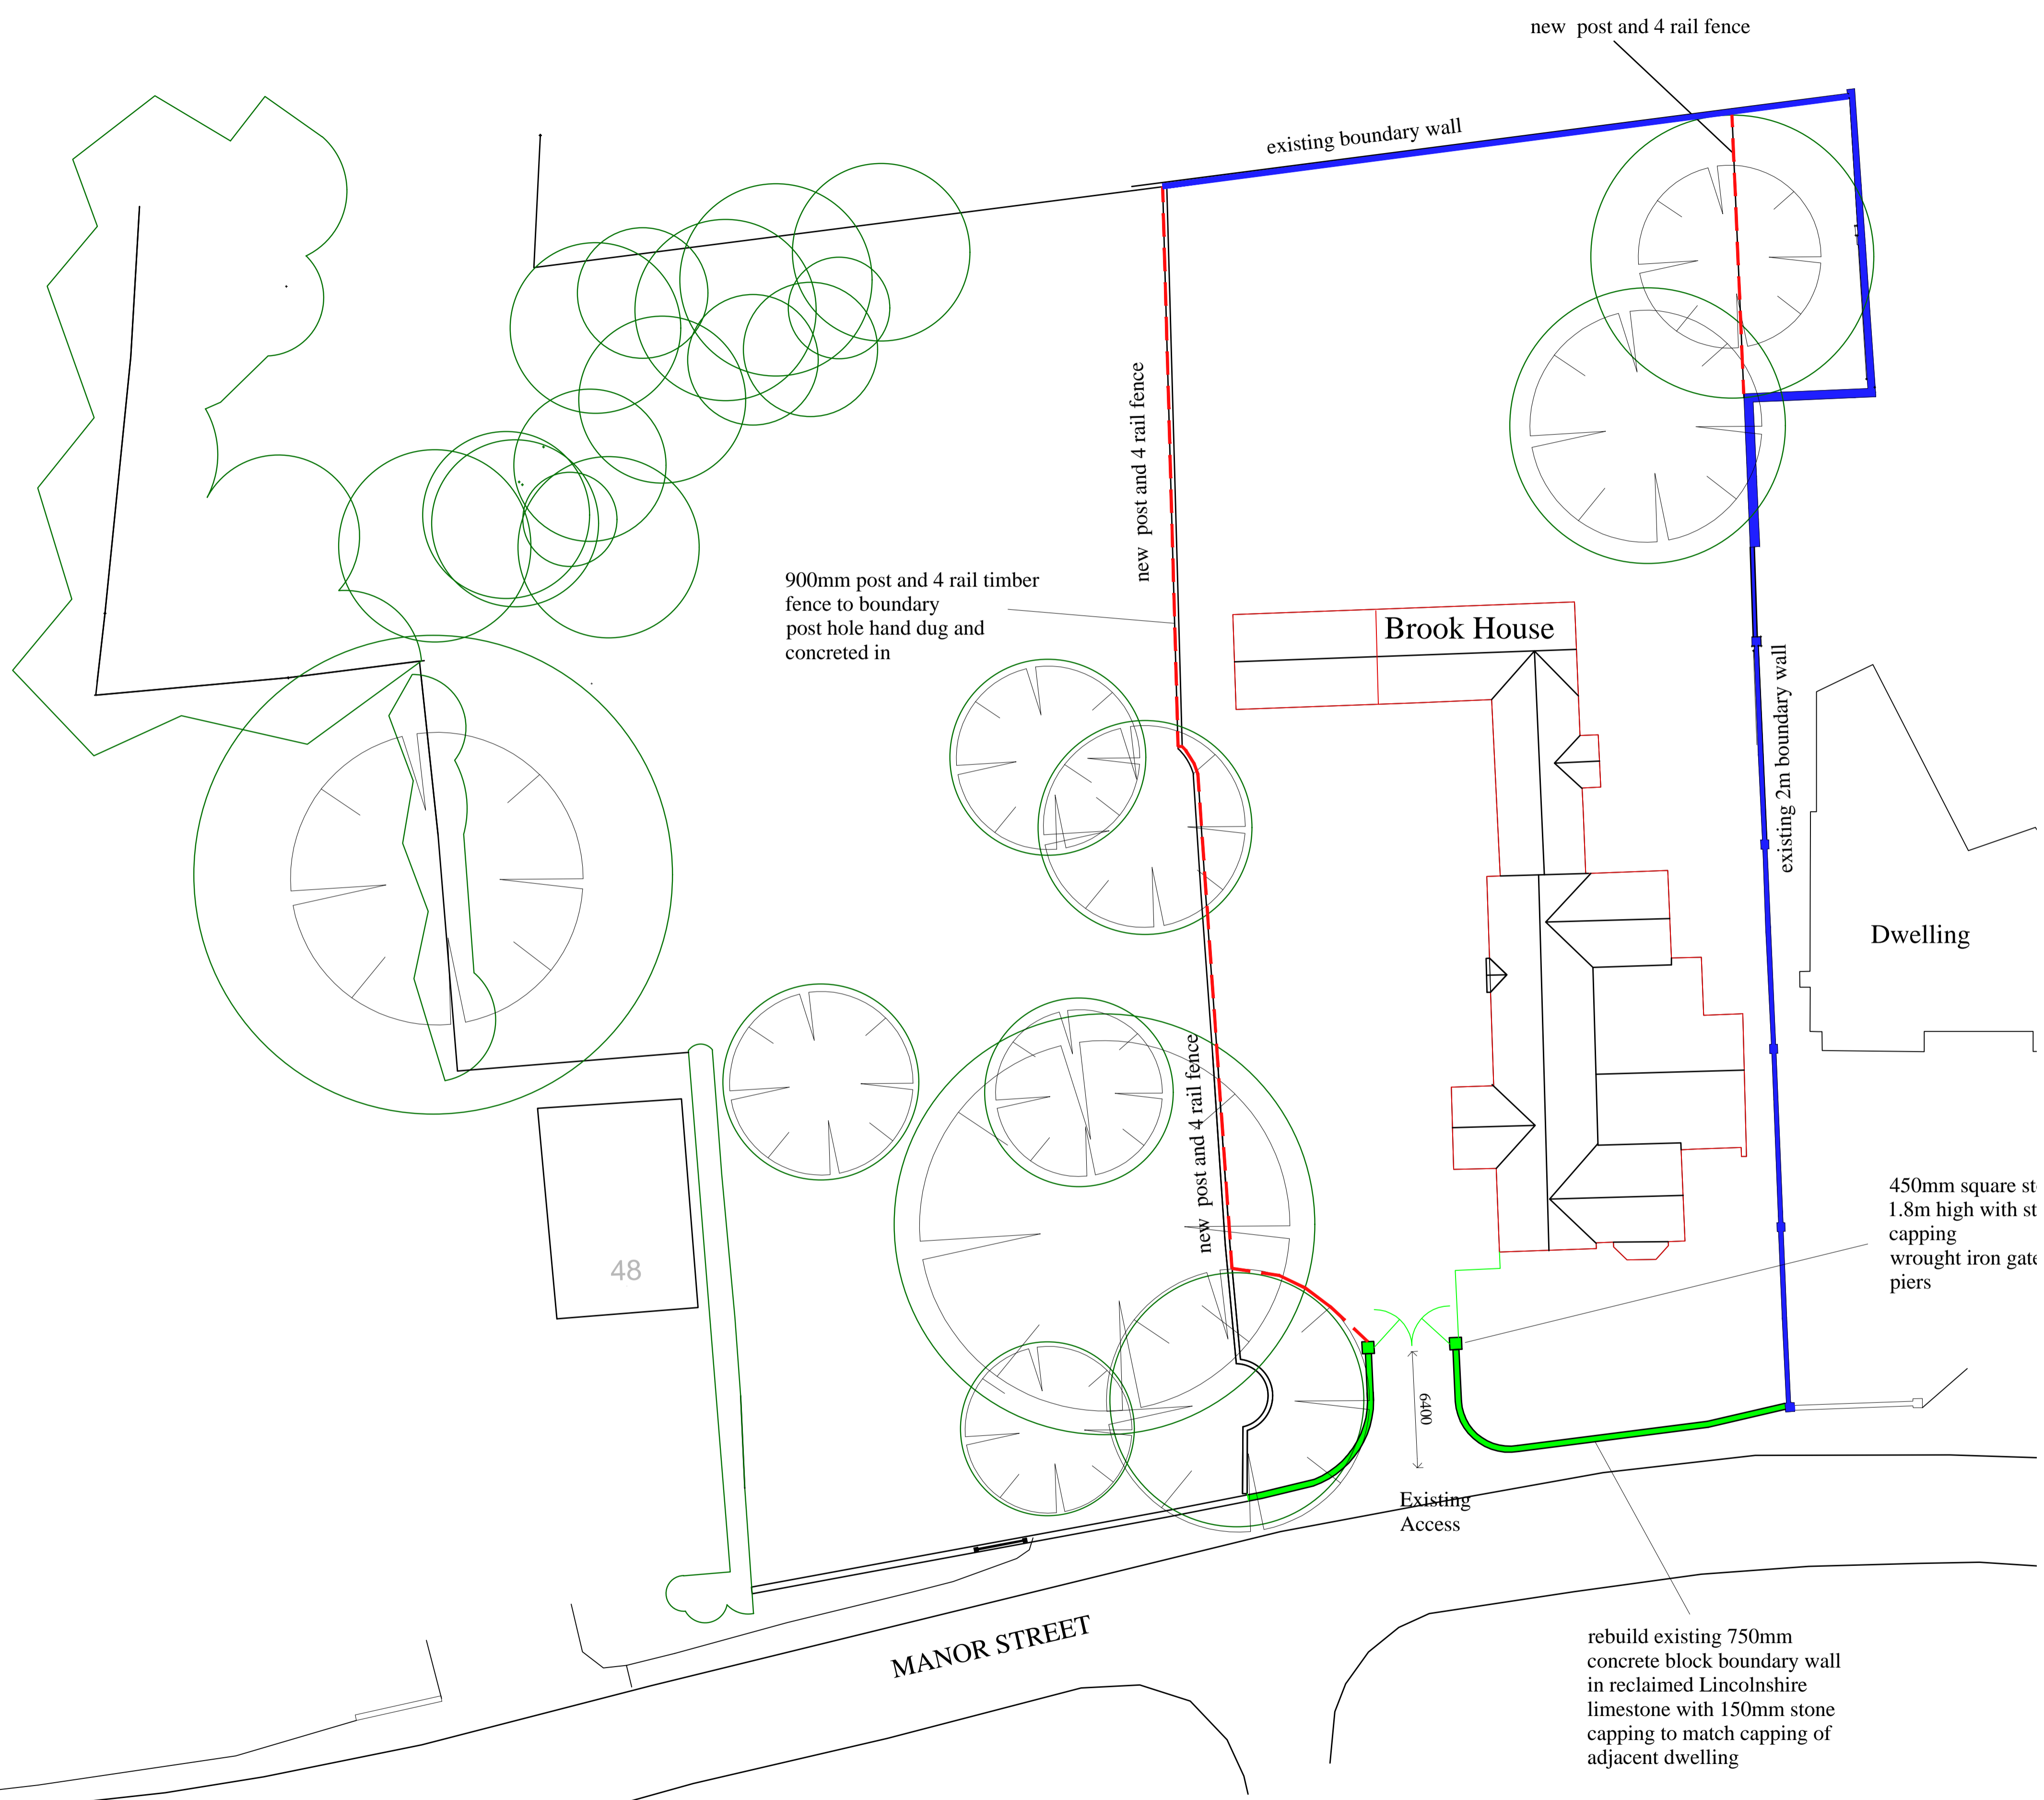 new post and 4 rail fence
existing boundary wall
new post and 4 rail fence
900mm post and 4 rail timber
fence to boundary
post hole hand dug and
concreted in
Brook House
existing 2m boundary wall
Dwelling
new post and 4 rail fence
450mm square
1.8m high with
capping
wrought iron
piers
48
6400
Existing
Access
MANOR STREET
rebuild existing 750mm
concrete block boundary wall
in reclaimed Lincolnshire
limestone with 150mm stone
capping to match capping of
adjacent dwelling